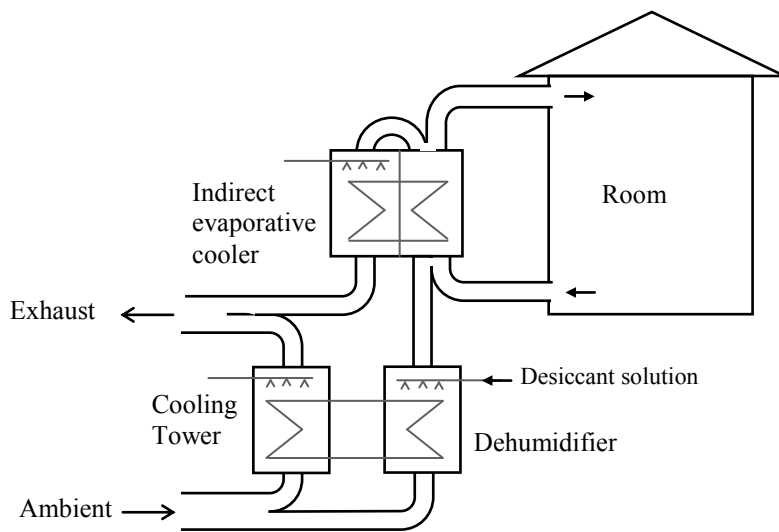 Indirect
evaporative
cooler
Room
Exhaust
Desiccant solution
Cooling
Tower
Dehumidifier
Ambient